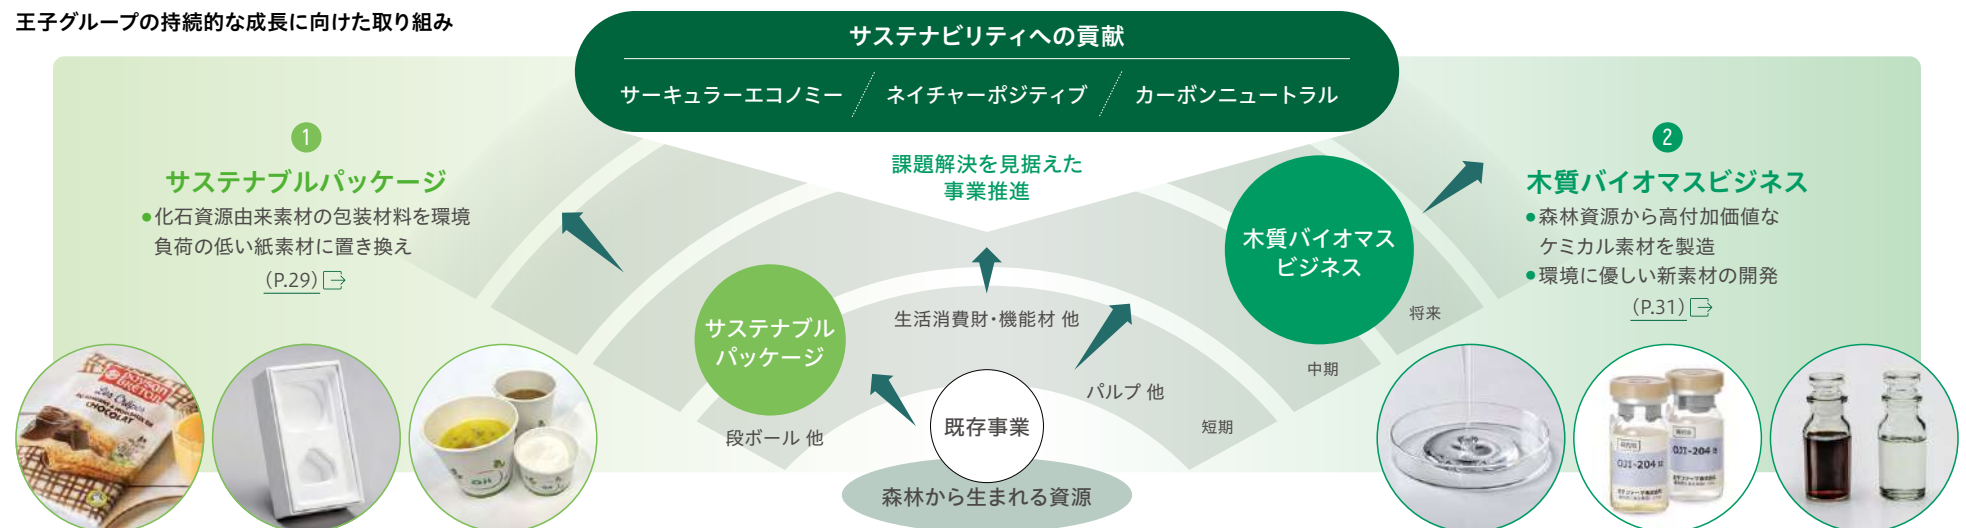 王子グループの持続的な成長に向けた取り組み
サステナビリティへの貢献
サーキュラーエコノミー
ネイチャーポジティブ
カーボンニュートラル
課題解決を見据えた
事業推進
1
サステナブルパッケージ
●化石資源由来素材の包装材料を環境
負荷の低い紙素材に置き換え
(P.29)
2
木質バイオマスビジネス
●森林資源から高付加価値な
ケミカル素材を製造
●環境に優しい新素材の開発
(P.31)
木質バイオマス
ビジネス
サステナブル
パッケージ
生活消費財・機能材 他
パルプ 他
段ボール 他
既存事業
森林から生まれる資源
短期
中期
将来
Les Crêpes
CHOCOLAT
OJI
OJI-204
OJI-204